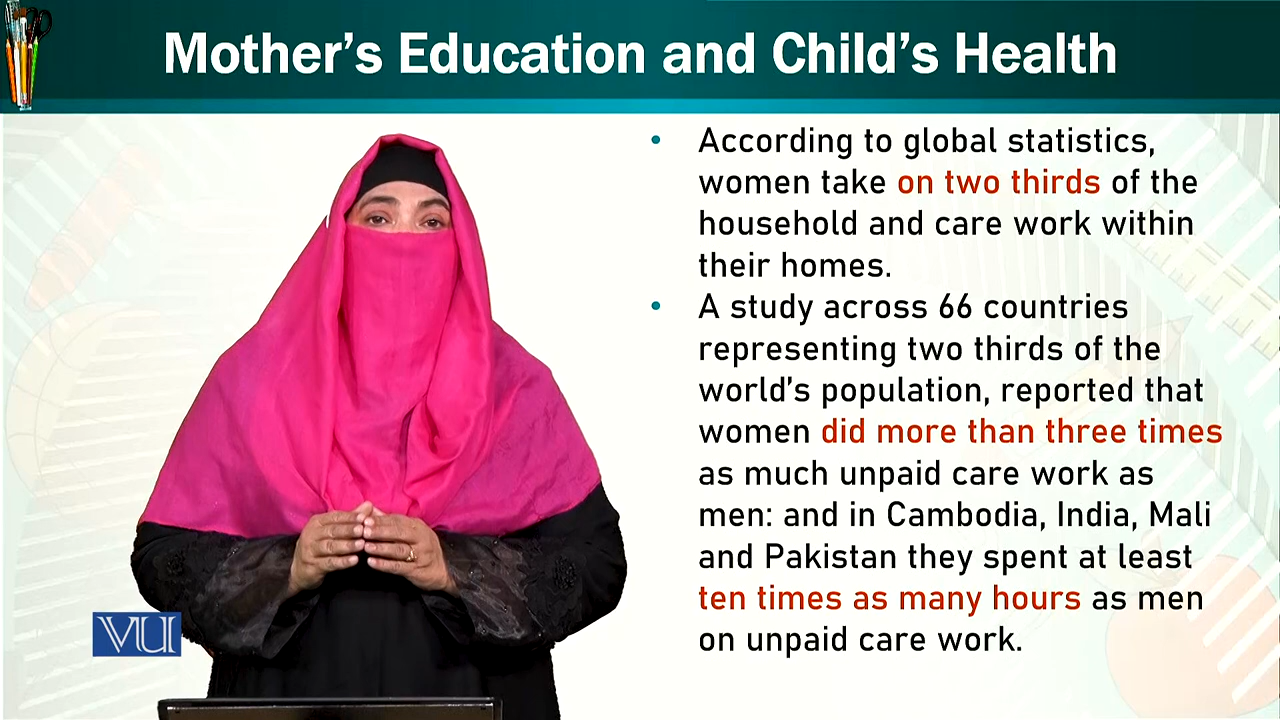 Mother's Education and Child's Health
• According to global statistics,
women take on two thirds of the
household and care work within
their homes.
• A study across 66 countries
representing two thirds of the
world's population, reported that
women did more than three times
as much unpaid care work as
men: and in Cambodia, India, Mali
and Pakistan they spent at least
ten times as many hours as men
on unpaid care work.
VU